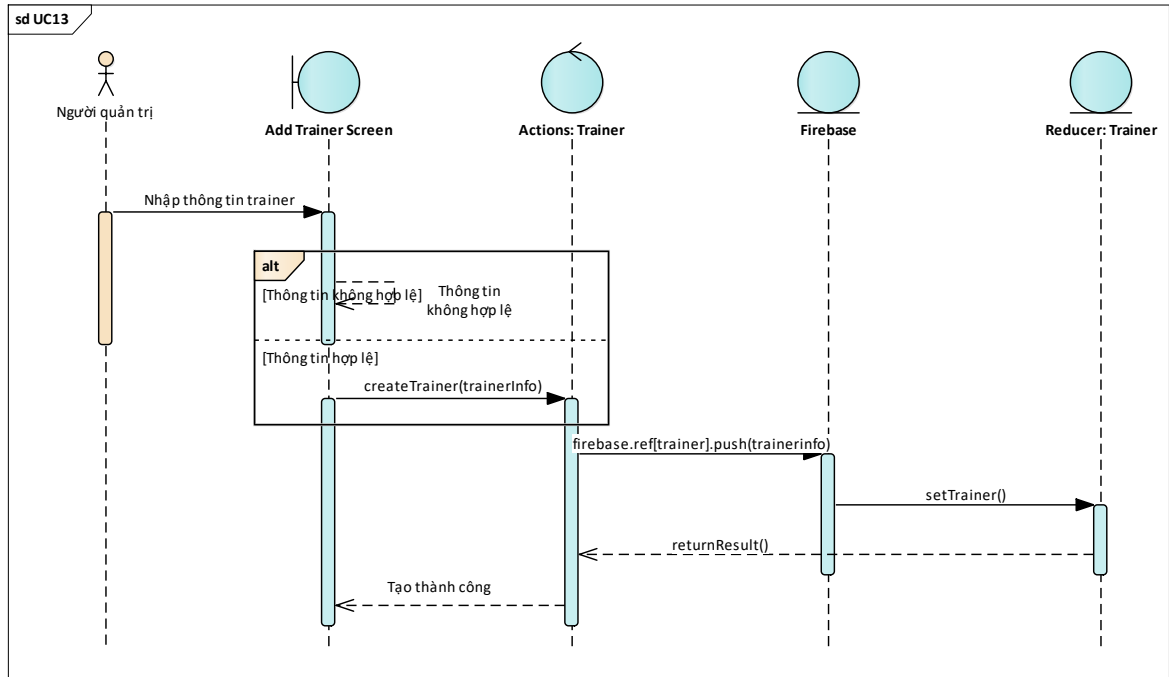 sd UC13
Người quản trị
Add Trainer Screen
Actions: Trainer
Firebase
Reducer: Trainer
Nhập thông tin trainer
alt
[Thông tin không hợp lệ]
Thông tin
không hợp lệ
[Thông tin hợp lệ]
createTrainer(trainerInfo)
firebase.ref[trainer].push(trainerinfo)
setTrainer()
returnResult()
Tạo thành công